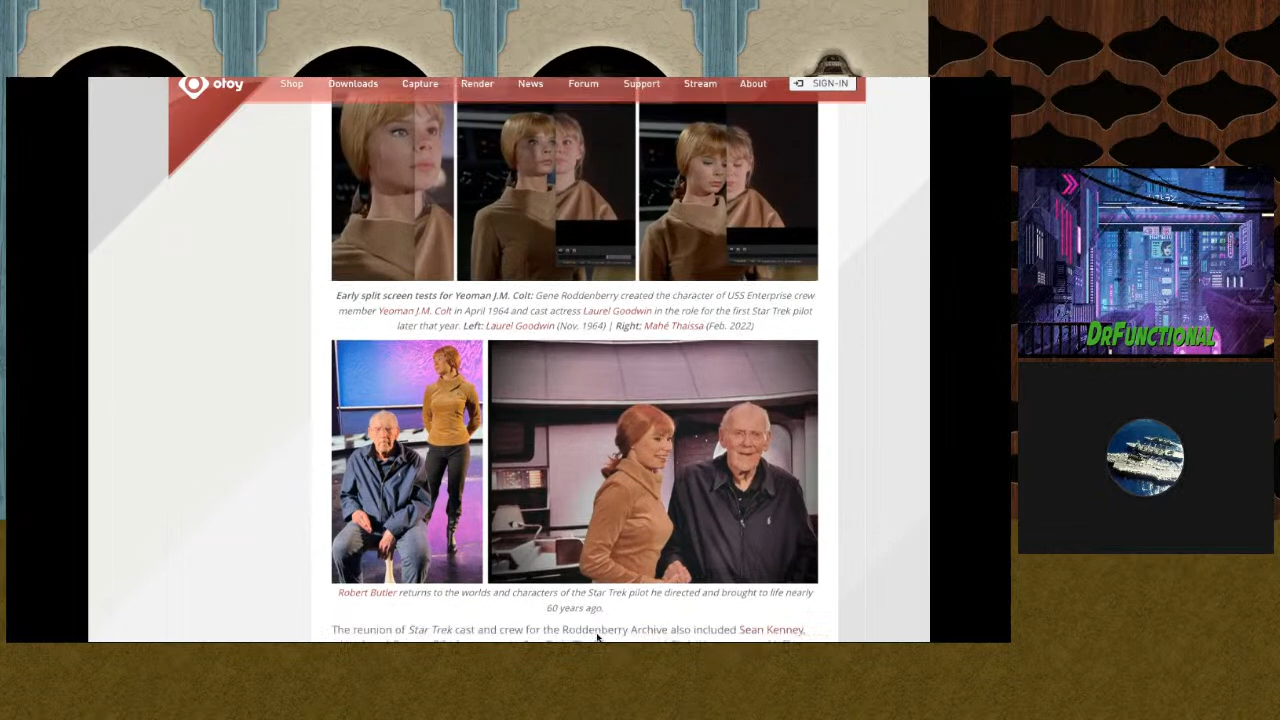 otoy
Shop Downloads Capture Render News Forum Support Stream About SIGN-IN
Early split screen tests for Yeoman J.M. Colt: Gene Roddenberry created the character of USS Enterprise crew
member Yeoman J.M. Colt in April 1964 and cast actress Laurel Goodwin in the role for the first Star Trek pilot
later that year. Left: Laurel Goodwin (Nov. 1964) | Right: Mahé Thaissa (Feb. 2022)
Robert Butler returns to the worlds and characters of the Star Trek pilot he directed and brought to life nearly
60 years ago.
The reunion of Star Trek cast and crew for the Roddenberry Archive also included Sean Kenney,
DRFUNCTIONAL